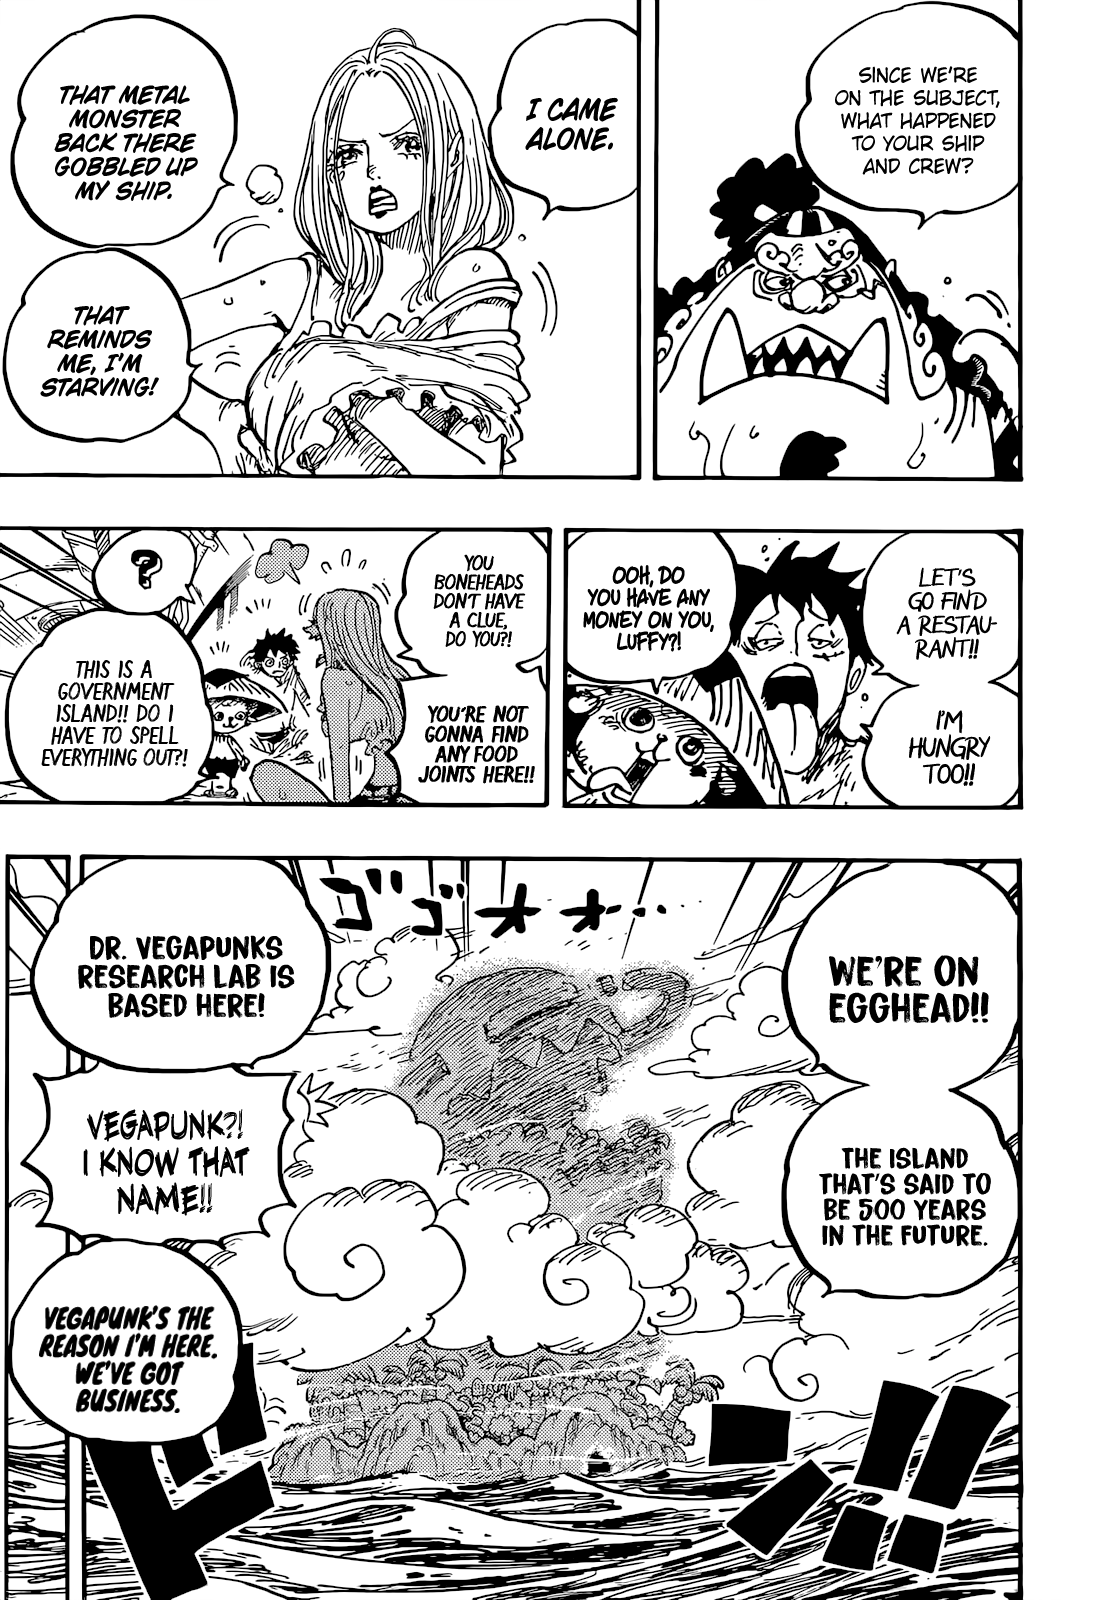 SINCE WE'RE
ON THE SUBJECT,
WHAT HAPPENED
TO YOUR SHIP
AND CREW?
I CAME
ALONE.
THAT METAL
MONSTER
BACK THERE
GOBBLED UP
MY SHIP.
THAT
REMINDS
ME, I'M
STARVING!
LET'S
GO FIND
A RESTAU-
RANT!!
I'M
HUNGRY
TOO!!
OOH, DO
YOU HAVE ANY
MONEY ON YOU,
LUFFY?!
YOU
BONEHEADS
DON'T HAVE
A CLUE,
DO YOU?!
YOU'RE NOT
GONNA FIND
ANY FOOD
JOINTS HERE!!
?
THIS IS A
GOVERNMENT
ISLAND!! DO I
HAVE TO SPELL
EVERYTHING OUT?!
ゴゴオオ…
WE'RE ON
EGGHEAD!!
THE ISLAND
THAT'S SAID TO
BE 500 YEARS
IN THE FUTURE.
DR. VEGAPUNKS
RESEARCH LAB IS
BASED HERE!
VEGAPUNK?!
I KNOW THAT
NAME!!
VEGAPUNK'S THE
REASON I'M HERE.
WE'VE GOT
BUSINESS.
ドン!!